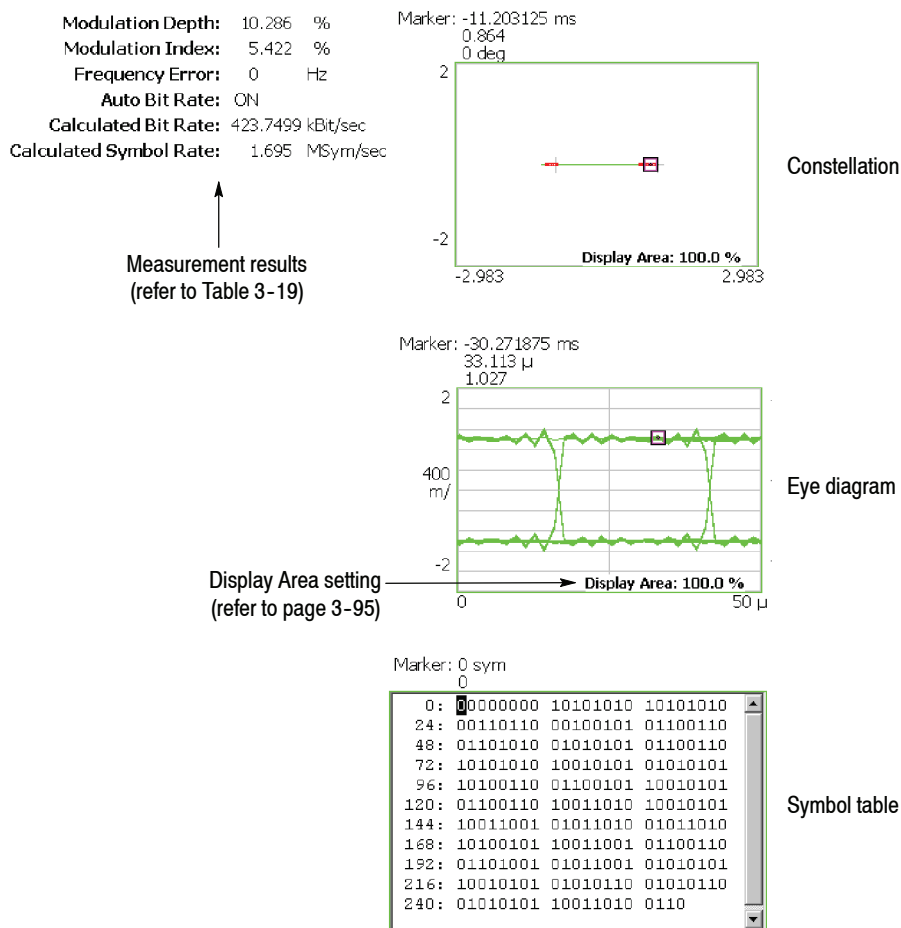 Modulation Depth: 10.286 %
Modulation Index: 5.422 %
Frequency Error: 0 Hz
Auto Bit Rate: ON
Calculated Bit Rate: 423.7499 kBit/sec
Calculated Symbol Rate: 1.695 MSym/sec
Measurement results
(refer to Table 3-19)
Marker: -11.203125 ms
0.864
0 deg
2
-2
Display Area: 100.0 %
-2.983 2.983
Constellation
Marker: -30.271875 ms
33.113 µ
1.027
2
400
m/
-2
Display Area: 100.0 %
0 50 µ
Eye diagram
Display Area setting
(refer to page 3-95)
Marker: 0 sym
0
0: 00000000 10101010 10101010
24: 00110110 00100101 01100110
48: 01101010 01010101 01100110
72: 10101010 10010101 01010101
96: 10100110 01100101 10010101
120: 01100110 10011010 10010101
144: 10011001 01011010 01011010
168: 10100101 10011001 01100110
192: 01101001 01011001 01010101
216: 10010101 01010110 01010110
240: 01010101 10011010 0110
Symbol table